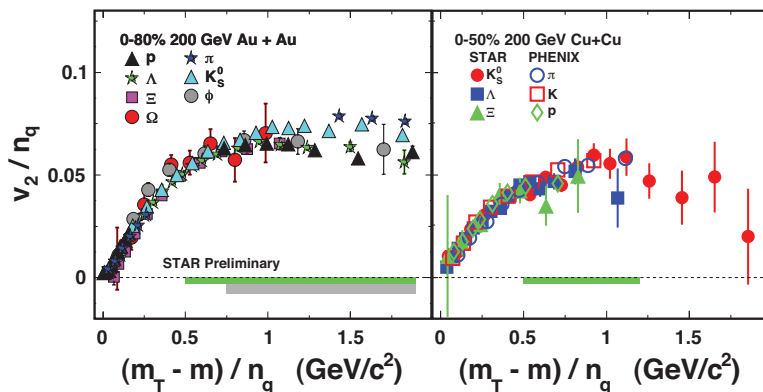 0-80% 200 GeV Au + Au
p π
Λ K⁰S
Ξ ϕ
Ω
STAR Preliminary
0-50% 200 GeV Cu+Cu
STAR PHENIX
K⁰S π
Λ K
Ξ p
v₂ / nq
0.1
0.05
0
0 0.5 1 1.5
0 0.5 1 1.5
(mT - m) / nq (GeV/c²)
(mT - m) / nq (GeV/c²)